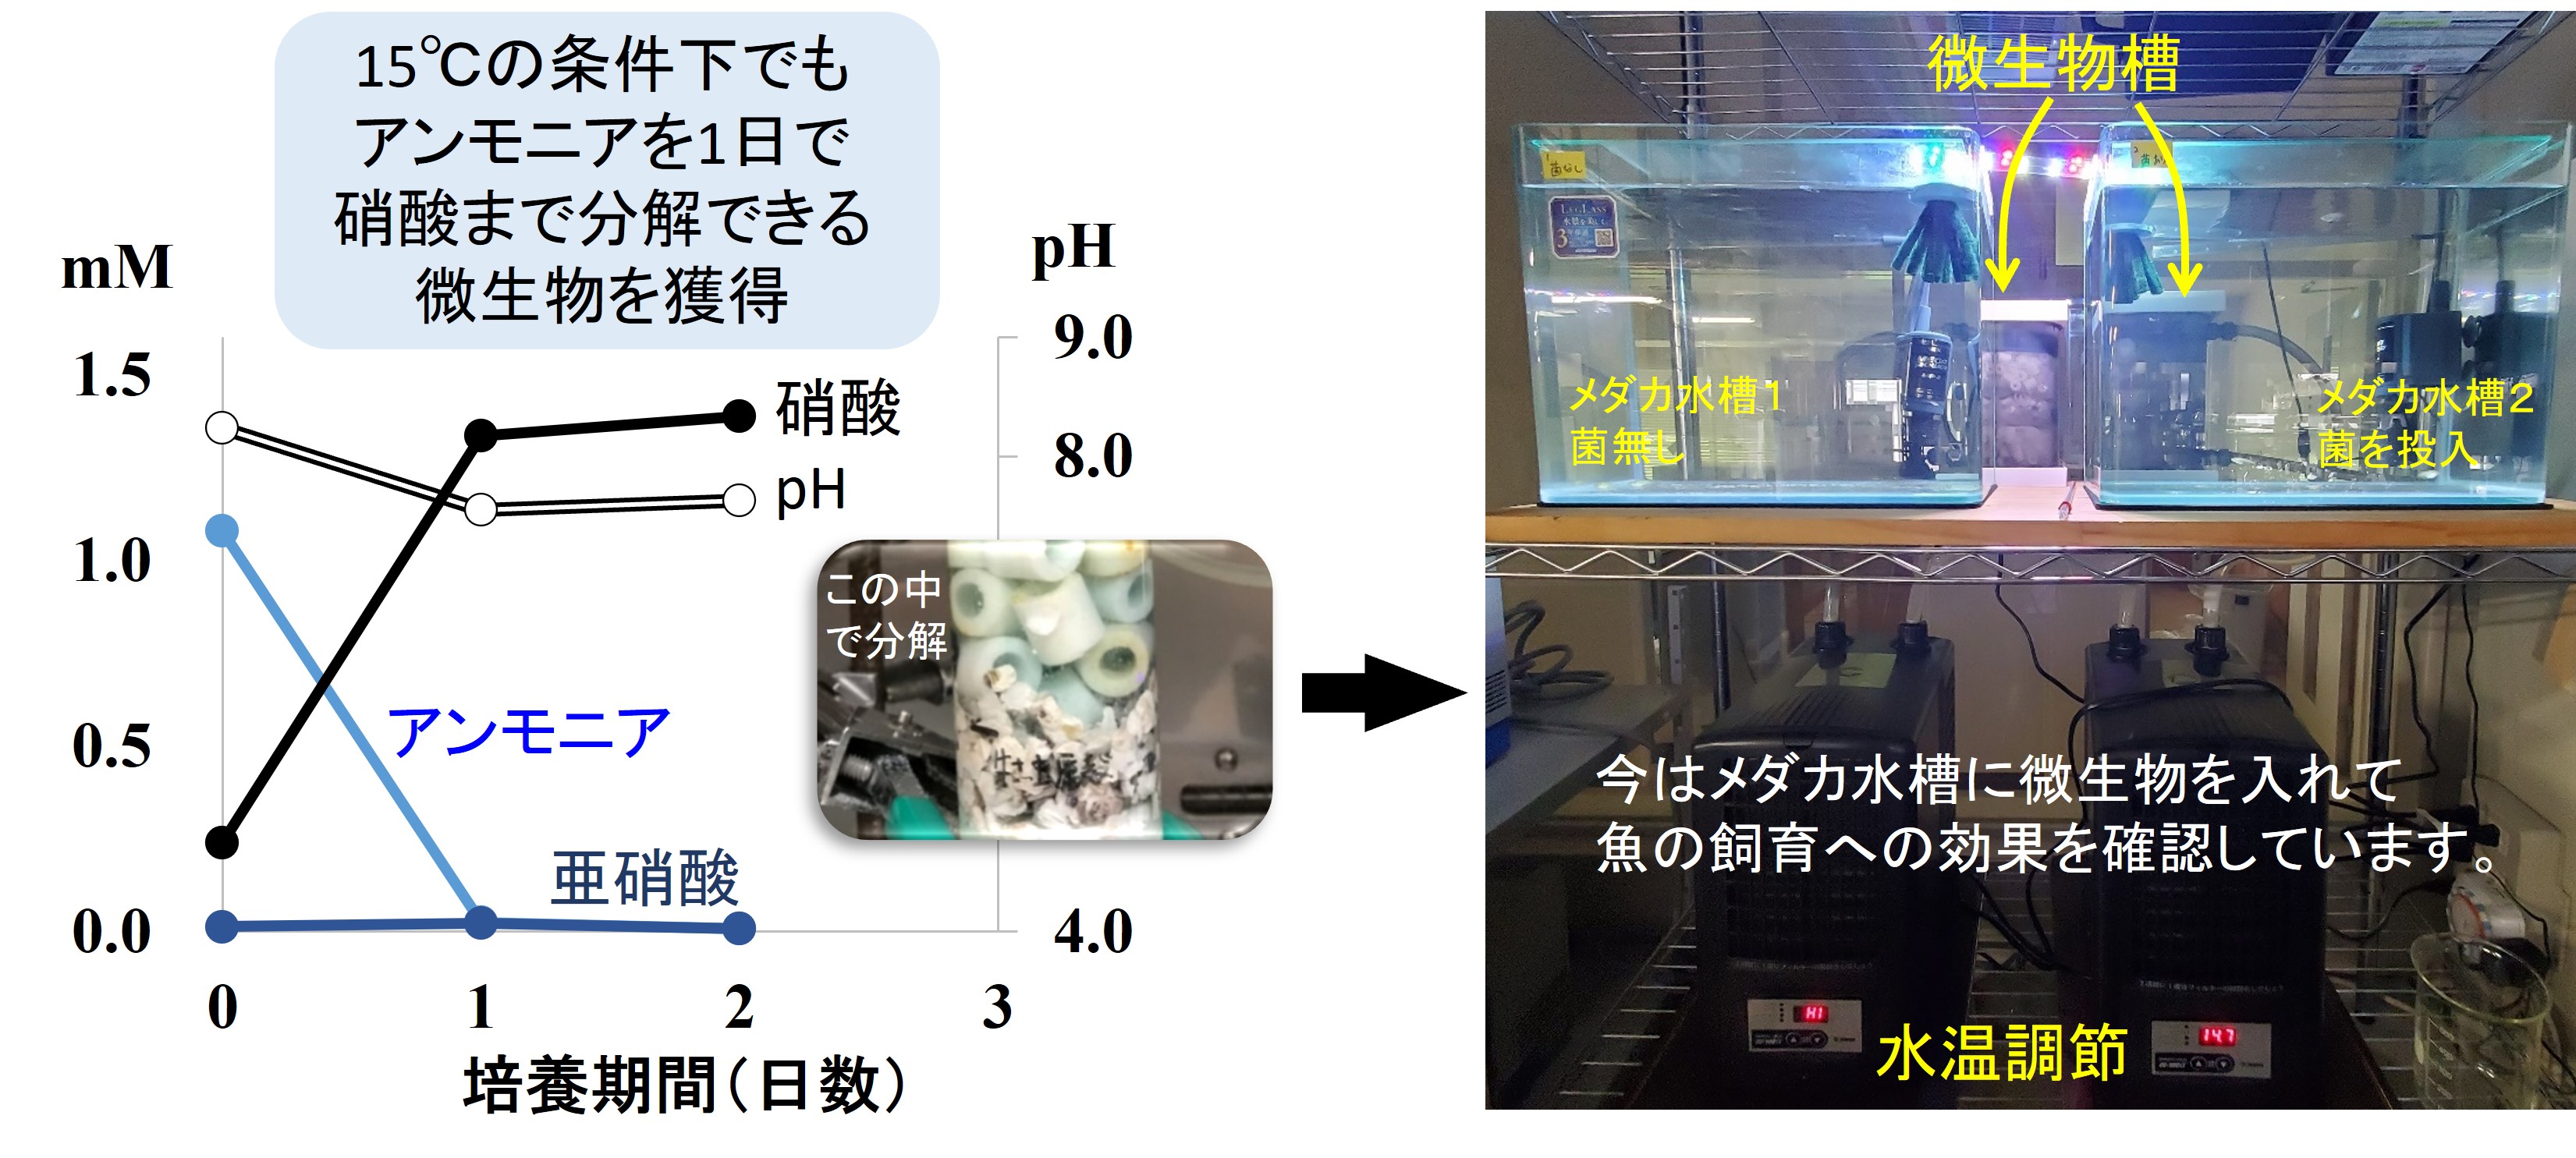 15℃の条件下でも
アンモニアを1日で
硝酸まで分解できる
微生物を獲得
mM
1.5
1.0
0.5
0.0
pH
9.0
8.0
4.0
硝酸
pH
アンモニア
亜硝酸
0
1
2
3
培養期間（日数）
この中
で分解
微生物槽
菌なし
3
メダカ水槽1
菌無し
メダカ水槽2
菌を投入
今はメダカ水槽に微生物を入れて
魚の飼育への効果を確認しています。
水温調節
H1
14.7